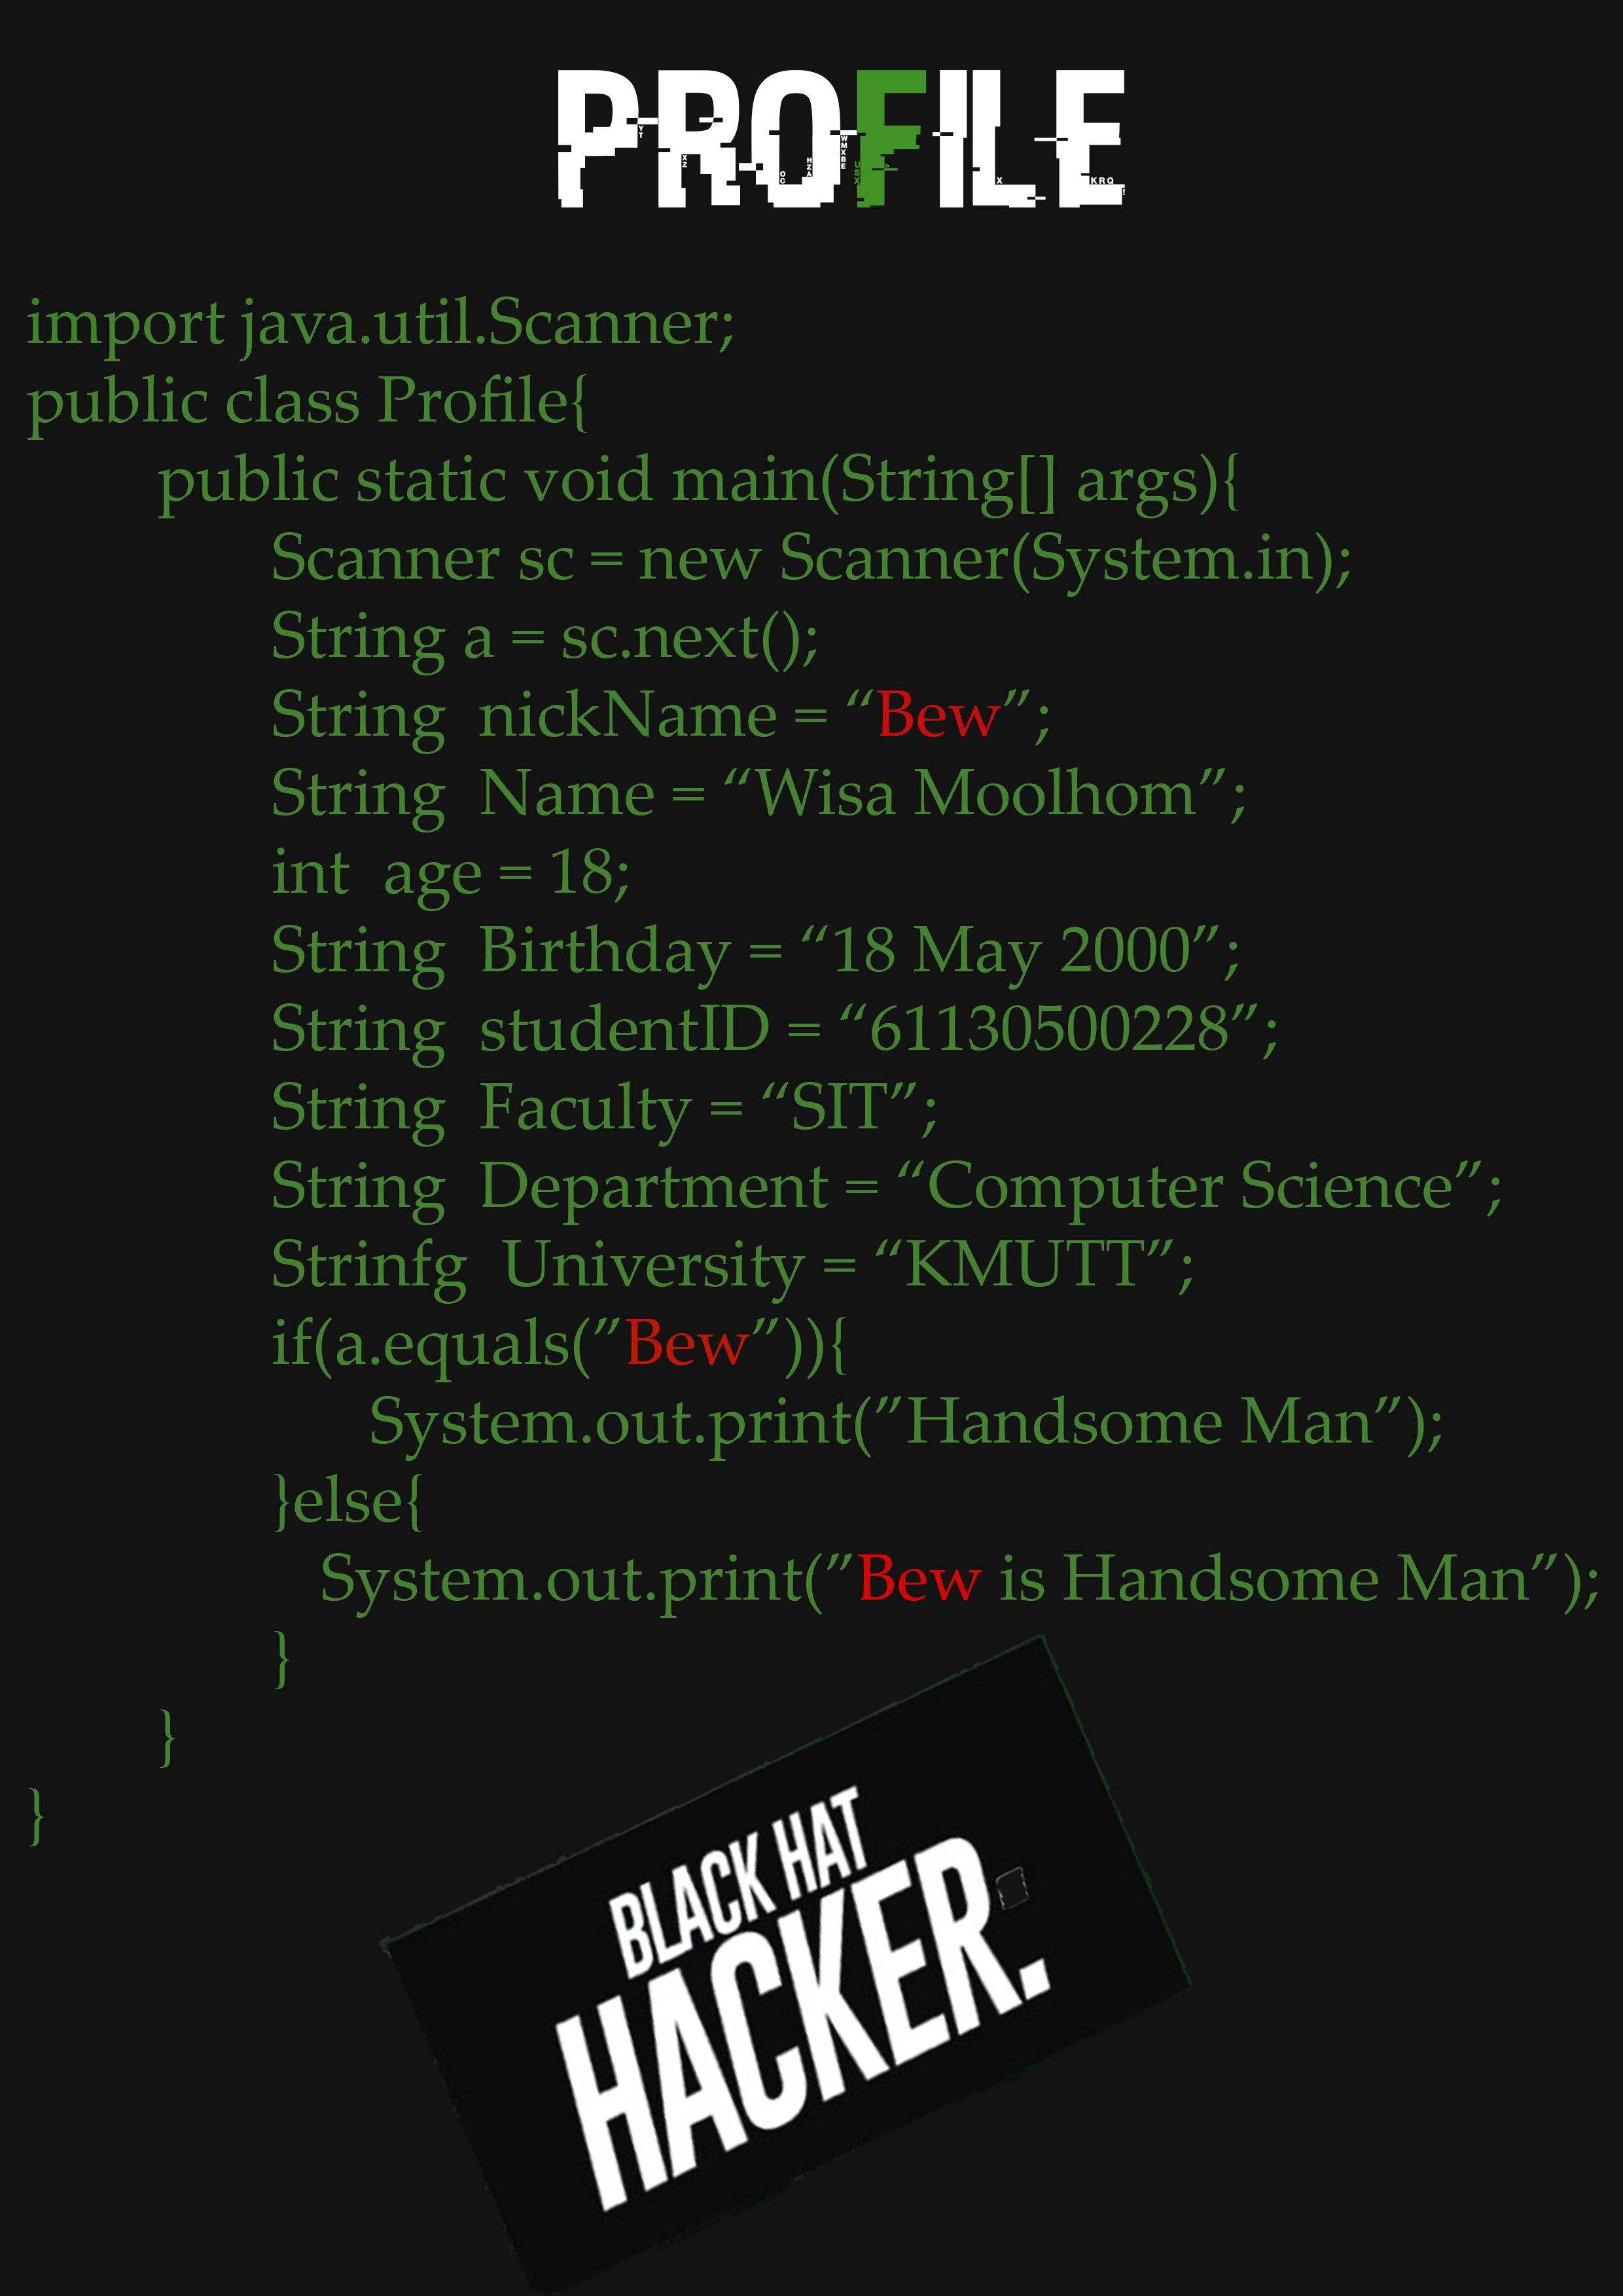 PROFILE
import java.util.Scanner;
public class Profile{
public static void main(String[] args){
Scanner sc = new Scanner(System.in);
String a = sc.next();
String  nickName = “Bew”;
String  Name = “Wisa Moolhom”;
int  age = 18;
String  Birthday = “18 May 2000”;
String  studentID = “61130500228”;
String  Faculty = “SIT”;
String  Department = “Computer Science”;
Strinfg  University = “KMUTT”;
if(a.equals(”Bew”)){
System.out.print(”Handsome Man”);
}else{
System.out.print(”Bew is Handsome Man”);
}
}
}
BLACK HAT
HACKER.